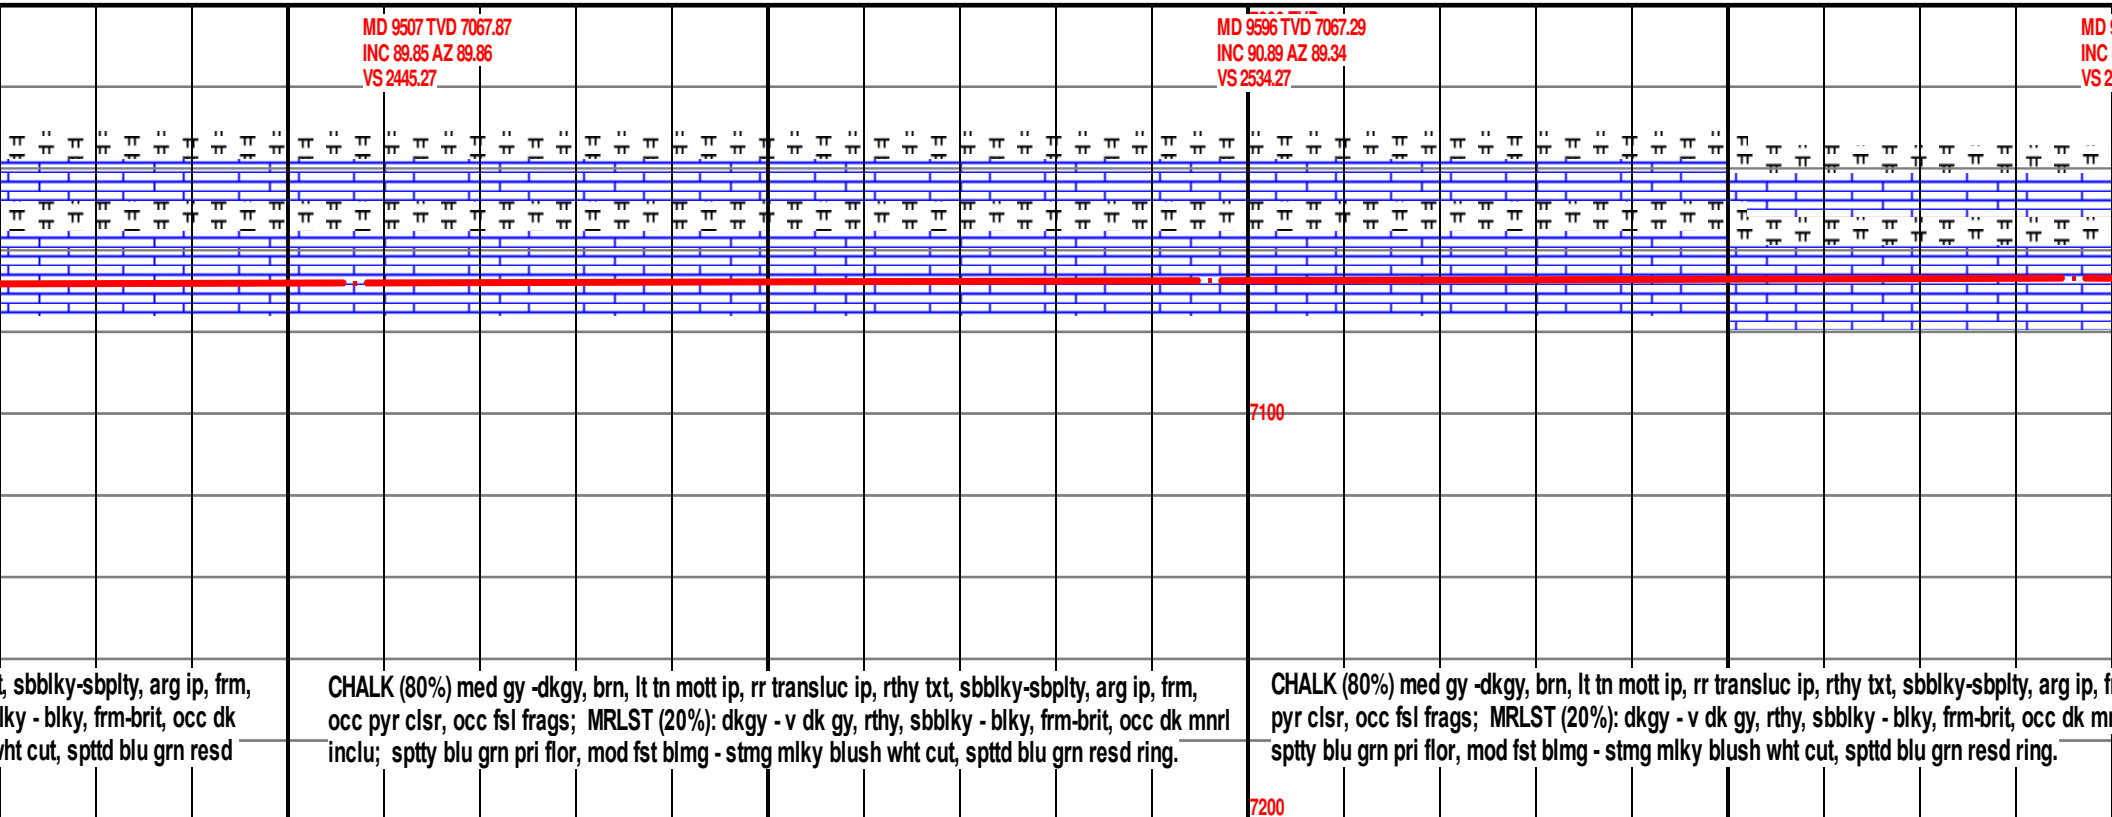 MD 9507 TVD 7067.87
INC 89.85 AZ 89.86
VS 2445.27
MD 9596 TVD 7067.29
INC 90.89 AZ 89.34
VS 2534.27
MD 9
INC
VS 2
7100
t, sbblky-sbplty, arg ip, frm,
lky - blky, frm-brit, occ dk
vht cut, spttd blu grn resd
CHALK (80%) med gy -dkgy, brn, lt tn mott ip, rr transluc ip, rthy txt, sbblky-sbplty, arg ip, frm,
occ pyr clsr, occ fsl frags; MRLST (20%): dkgy - v dk gy, rthy, sbblky - blky, frm-brit, occ dk mnrl
inclu; sptty blu grn pri flor, mod fst blmg - stmg mlky blush wht cut, spttd blu grn resd ring.
CHALK (80%) med gy -dkgy, brn, lt tn mott ip, rr transluc ip, rthy txt, sbblky-sbplty, arg ip, f
pyr clsr, occ fsl frags; MRLST (20%): dkgy - v dk gy, rthy, sbblky - blky, frm-brit, occ dk m
sptty blu grn pri flor, mod fst blmg - stmg mlky blush wht cut, spttd blu grn resd ring.
7200